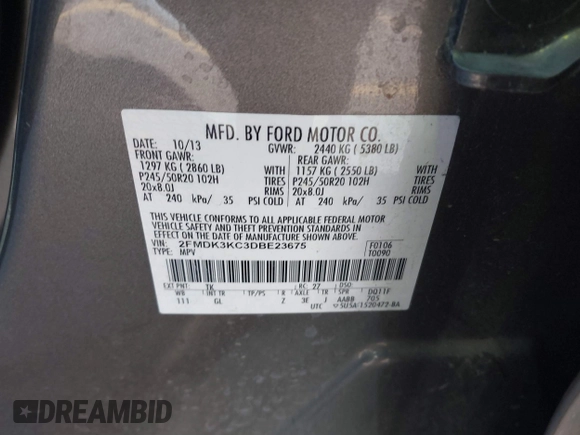 MFD. BY FORD MOTOR CO.
DATE: 10/13 GVWR: 2440 KG ( 5380 LB)
FRONT GAWR: REAR GAWR:
1297 KG ( 2860 LB) WITH 1157 KG ( 2550 LB) WITH
P245/50R20 102H TIRES P245/50R20 102H TIRES
20x8.0J RIMS 20x8.0J RIMS
AT 240 kPa/ 35 PSI COLD AT 240 kPa/ 35 PSI COLD
THIS VEHICLE CONFORMS TO ALL APPLICABLE FEDERAL MOTOR
VEHICLE SAFETY AND THEFT PREVENTION STANDARDS IN
EFFECT ON THE DATE OF MANUFACTURE SHOWN ABOVE.
VIN: 2FMDK3KC3DBE23675 F0106
TYPE: MPV T0090
EXT PNT: TK RC: 27 DSO:
WB INT TR TP/PS R AXLE TR SPR DQ11F
111 GL Z 3E J AABB 705
UTC
DREAMBID